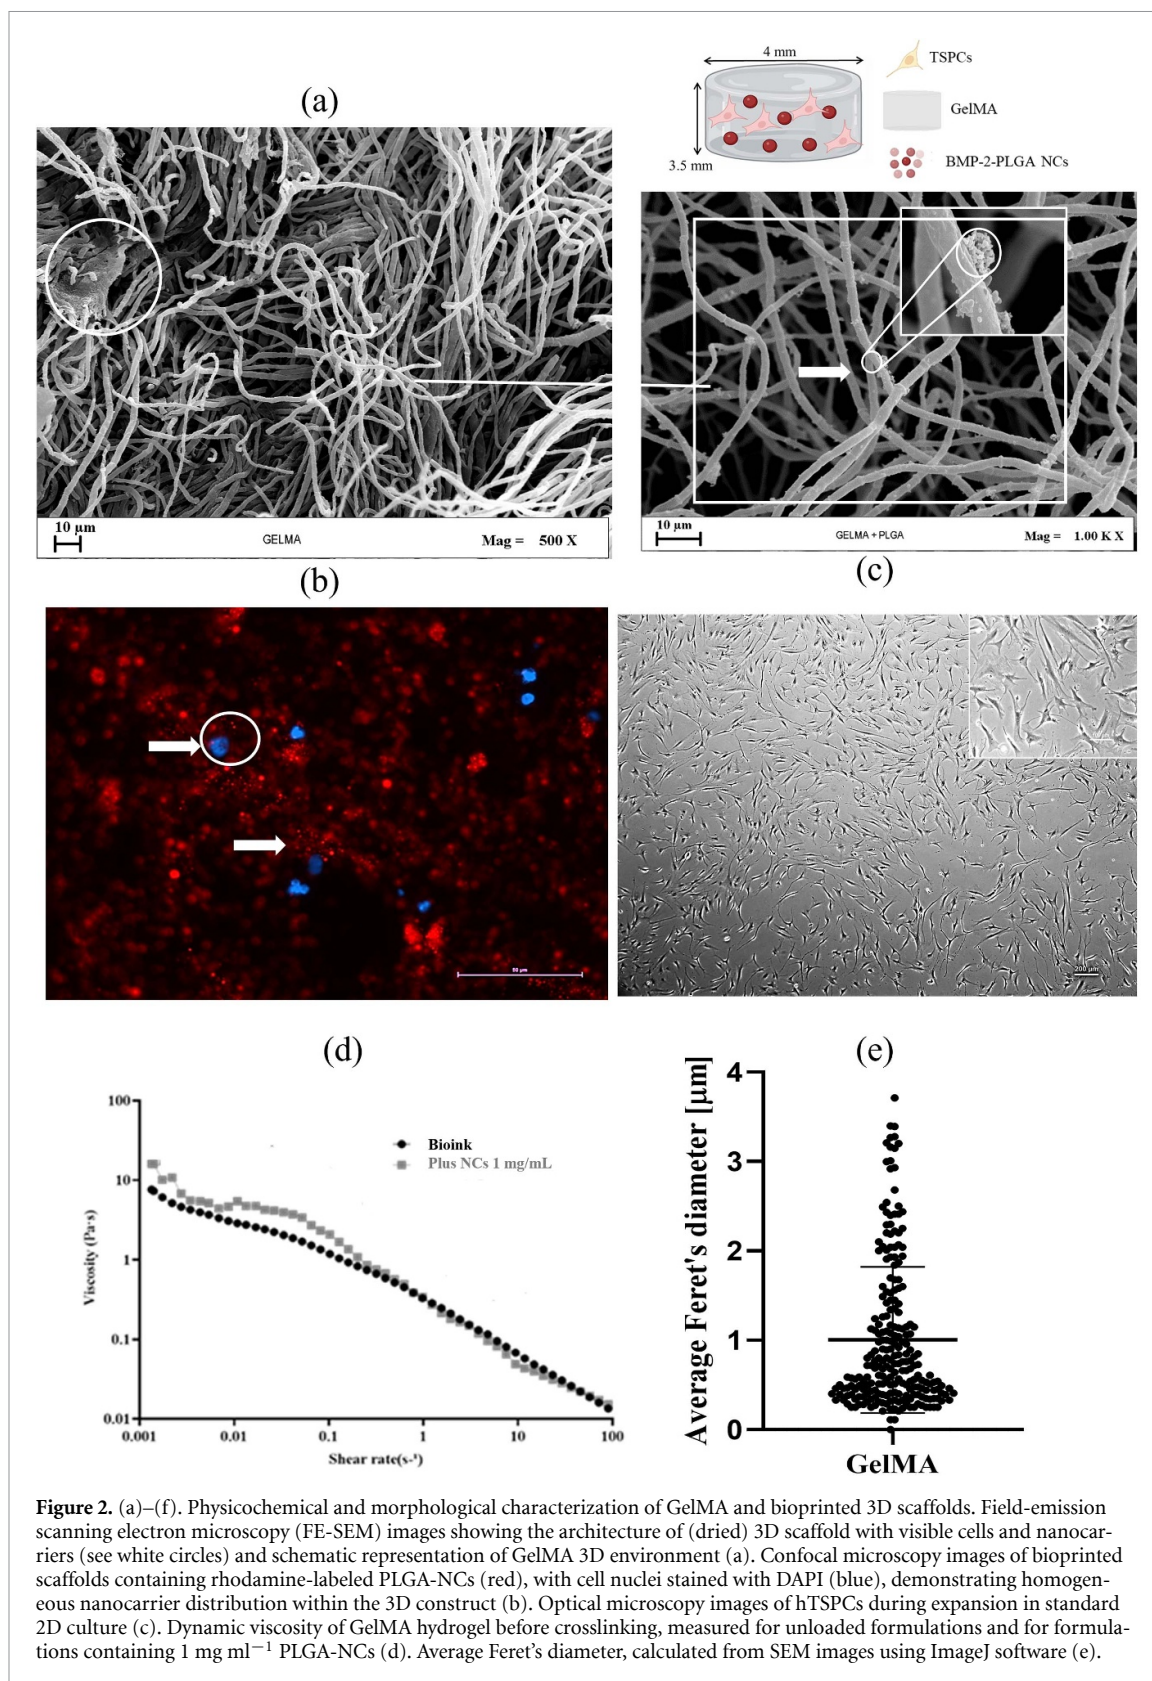 (a)
4 mm
3.5 mm
TSPCs
GelMA
BMP-2-PLGA NCs
10 µm
GELMA
Mag = 500 X
10 µm
GELMA + PLGA
Mag = 1.00 K X
(b)
(c)
50 µm
200 µm
(d)
100
10
1
0.1
0.01
Viscosity (Pa·s)
Bioink
Plus NCs 1 mg/mL
0.001
0.01
0.1
1
10
100
Shear rate(s-¹)
(e)
Average Feret's diameter [µm]
4
3
2
1
0
GelMA
Figure 2. (a)–(f). Physicochemical and morphological characterization of GelMA and bioprinted 3D scaffolds. Field-emission
scanning electron microscopy (FE-SEM) images showing the architecture of (dried) 3D scaffold with visible cells and nanocar-
riers (see white circles) and schematic representation of GelMA 3D environment (a). Confocal microscopy images of bioprinted
scaffolds containing rhodamine-labeled PLGA-NCs (red), with cell nuclei stained with DAPI (blue), demonstrating homogen-
eous nanocarrier distribution within the 3D construct (b). Optical microscopy images of hTSPCs during expansion in standard
2D culture (c). Dynamic viscosity of GelMA hydrogel before crosslinking, measured for unloaded formulations and for formula-
tions containing 1 mg ml⁻¹ PLGA-NCs (d). Average Feret's diameter, calculated from SEM images using ImageJ software (e).